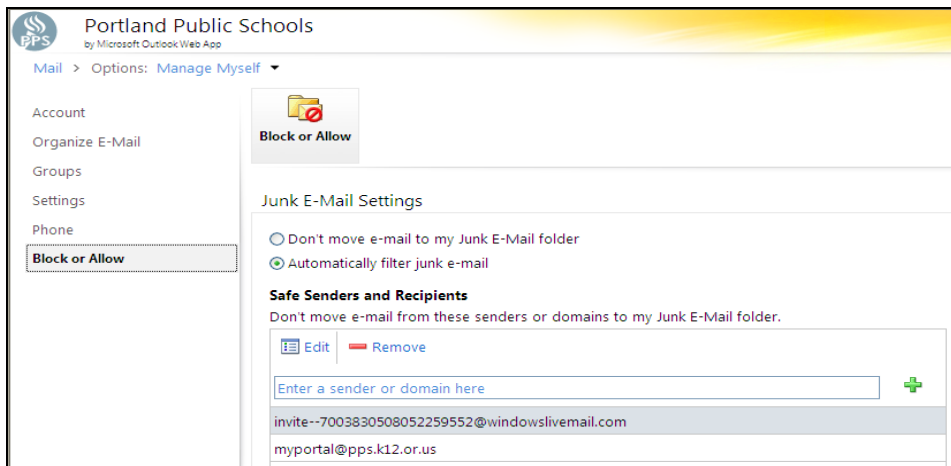 PPS
Portland Public Schools
by Microsoft Outlook Web App
Mail > Options: Manage Myself
Account
Organize E-Mail
Groups
Settings
Phone
Block or Allow
Block or Allow
Junk E-Mail Settings
Don't move e-mail to my Junk E-Mail folder
Automatically filter junk e-mail
Safe Senders and Recipients
Don't move e-mail from these senders or domains to my Junk E-Mail folder.
Edit Remove
Enter a sender or domain here
invite--7003830508052259552@windowslivemail.com
myportal@pps.k12.or.us